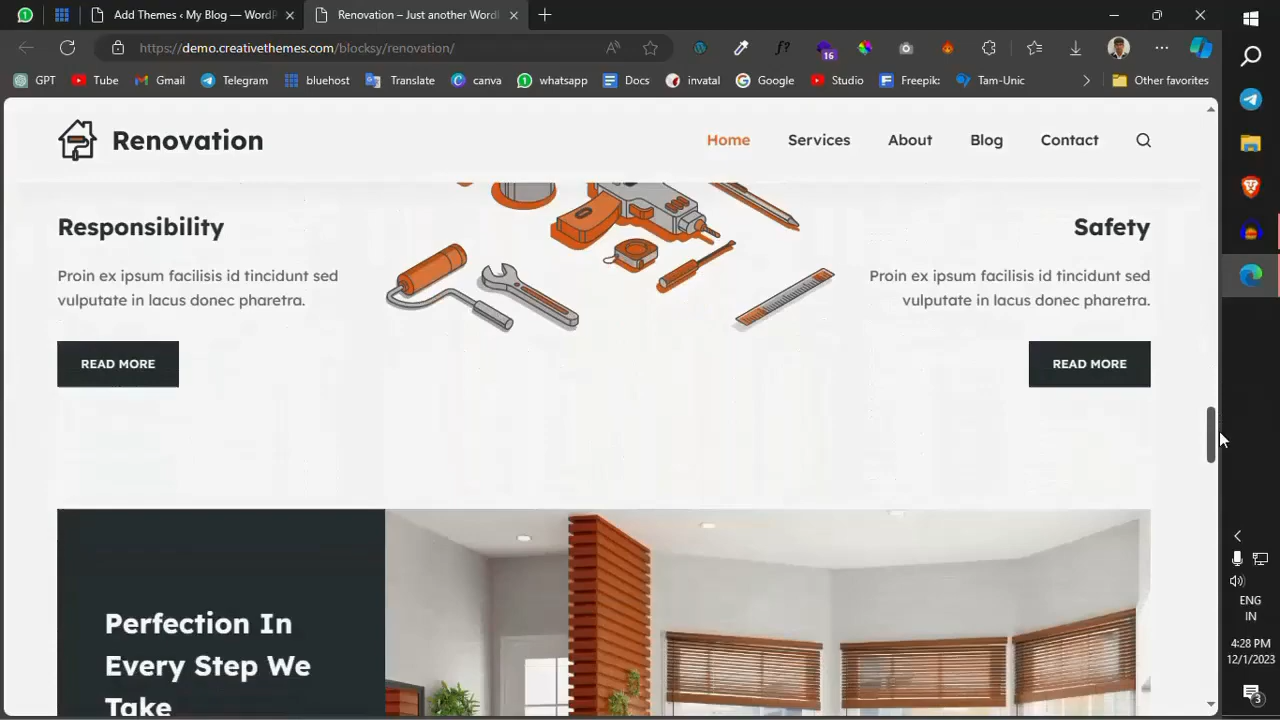 Add Themes ‹ My Blog — WordP
Renovation – Just another Word
https://demo.creativethemes.com/blocksy/renovation/
f?
16
GPT
Tube
Gmail
Telegram
bluehost
Translate
canva
whatsapp
Docs
invatal
Google
Studio
Freepik:
Tam-Unic
Other favorites
Renovation
Home
Services
About
Blog
Contact
Responsibility
Safety
Proin ex ipsum facilisis id tincidunt sed
vulputate in lacus donec pharetra.
Proin ex ipsum facilisis id tincidunt sed
vulputate in lacus donec pharetra.
READ MORE
READ MORE
Perfection In
Every Step We
Take
ENG
IN
4:28 PM
12/1/2023
3